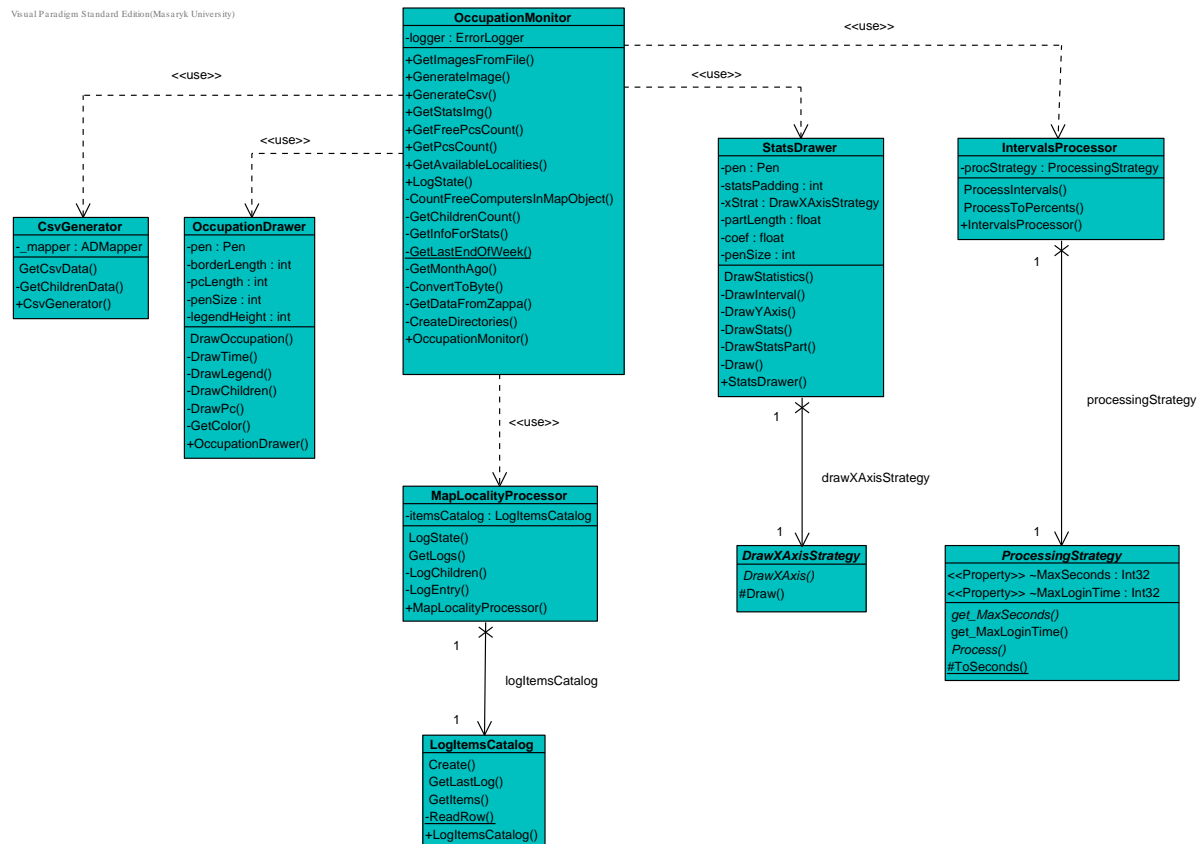 Visual Paradigm Standard Edition(Masaryk University)
OccupationMonitor
-logger : ErrorLogger
+GetImagesFromFile()
+GenerateImage()
+GenerateCsv()
+GetStatsImg()
+GetFreePcsCount()
+GetPcsCount()
+GetAvailableLocalities()
+LogState()
-CountFreeComputersInMapObject()
-GetChildrenCount()
-GetInfoForStats()
-GetLastEndOfWeek()
-GetMonthAgo()
-ConvertToByte()
-GetDataFromZappa()
-CreateDirectories()
+OccupationMonitor()
<<use>>
<<use>>
<<use>>
<<use>>
<<use>>
CsvGenerator
-_mapper : ADMapper
GetCsvData()
-GetChildrenData()
+CsvGenerator()
OccupationDrawer
-pen : Pen
-borderLength : int
-pcLength : int
-penSize : int
-legendHeight : int
DrawOccupation()
-DrawTime()
-DrawLegend()
-DrawChildren()
-DrawPc()
-GetColor()
+OccupationDrawer()
StatsDrawer
-pen : Pen
-statsPadding : int
-xStrat : DrawXAxisStrategy
-partLength : float
-coef : float
-penSize : int
DrawStatistics()
-DrawInterval()
-DrawYAxis()
-DrawStats()
-DrawStatsPart()
-Draw()
+StatsDrawer()
IntervalsProcessor
-procStrategy : ProcessingStrategy
ProcessIntervals()
ProcessToPercents()
+IntervalsProcessor()
1
processingStrategy
1
1
drawXAxisStrategy
1
MapLocalityProcessor
-itemsCatalog : LogItemsCatalog
LogState()
GetLogs()
-LogChildren()
-LogEntry()
+MapLocalityProcessor()
DrawXAxisStrategy
DrawXAxis()
#Draw()
ProcessingStrategy
<<Property>> ~MaxSeconds : Int32
<<Property>> ~MaxLoginTime : Int32
get_MaxSeconds()
get_MaxLoginTime()
Process()
#ToSeconds()
1
logItemsCatalog
1
LogItemsCatalog
Create()
GetLastLog()
GetItems()
-ReadRow()
+LogItemsCatalog()